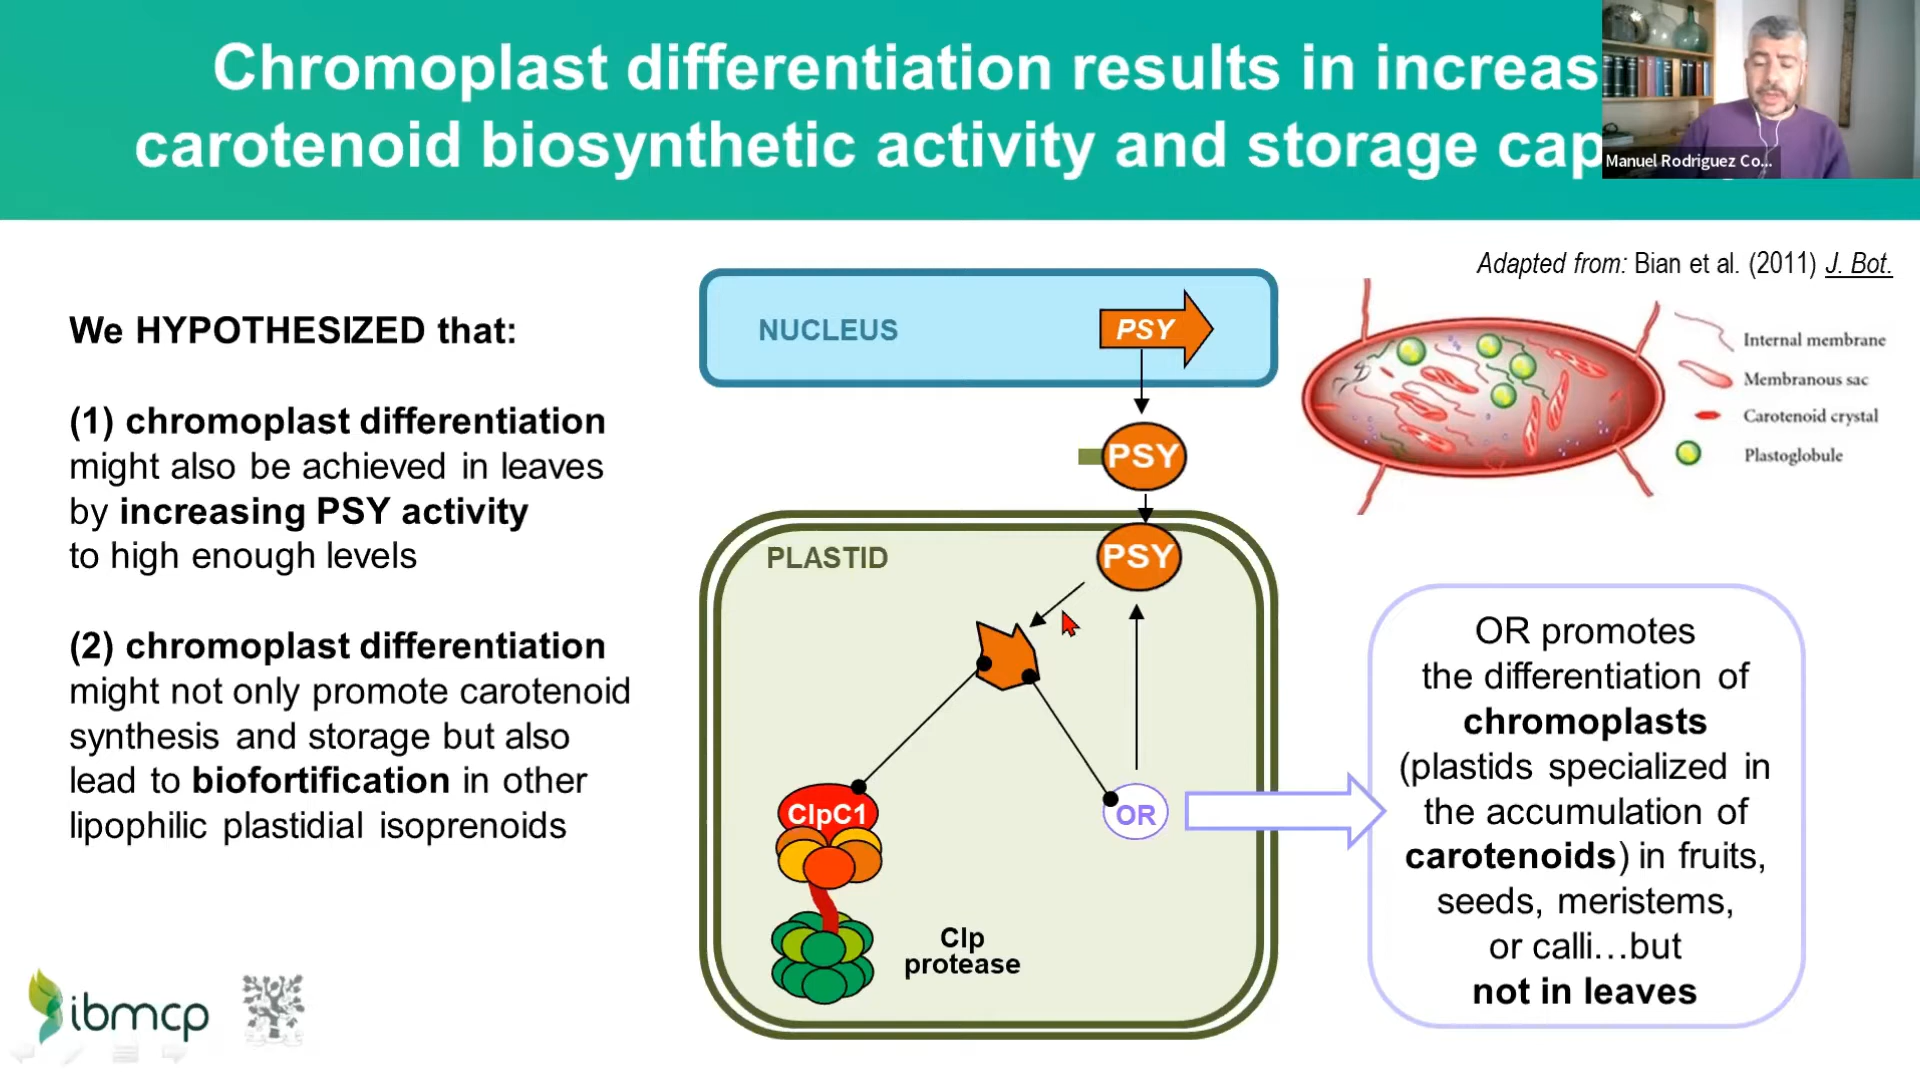 Chromoplast differentiation results in increas
carotenoid biosynthetic activity and storage cap
Manuel Rodriguez Co...
Adapted from: Bian et al. (2011) J. Bot.
We HYPOTHESIZED that:
(1) chromoplast differentiation
might also be achieved in leaves
by increasing PSY activity
to high enough levels
(2) chromoplast differentiation
might not only promote carotenoid
synthesis and storage but also
lead to biofortification in other
lipophilic plastidial isoprenoids
NUCLEUS
PSY
PSY
PLASTID
PSY
ClpC1
OR
Clp
protease
Internal membrane
Membranous sac
Carotenoid crystal
Plastoglobule
OR promotes
the differentiation of
chromoplasts
(plastids specialized in
the accumulation of
carotenoids) in fruits,
seeds, meristems,
or calli…but
not in leaves
ibmcp